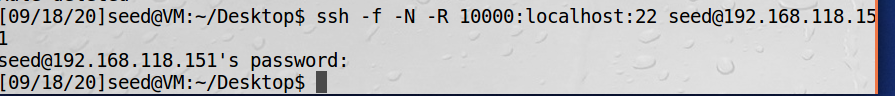 [09/18/20]seed@VM:~/Desktop$ ssh -f -N -R 10000:localhost:22 seed@192.168.118.15
1
seed@192.168.118.151's password:
[09/18/20]seed@VM:~/Desktop$